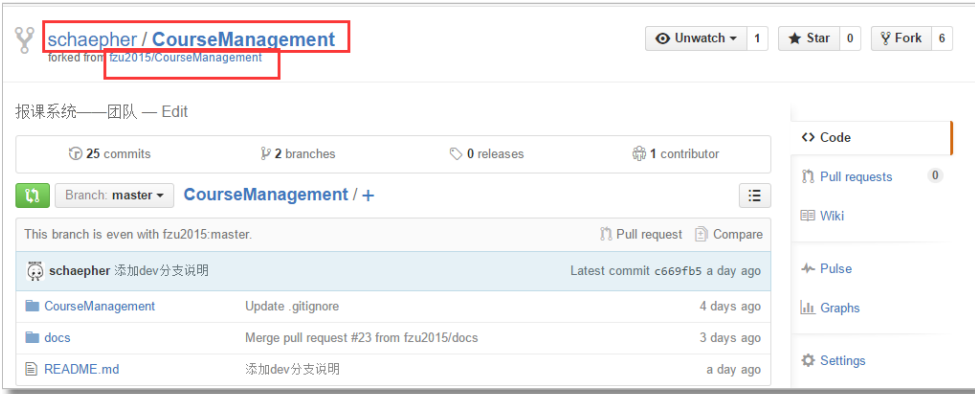 schaepher / CourseManagement
Unwatch 1 Star 0 Fork 6
forked from fzu2015/CourseManagement
报课系统——团队 — Edit
25 commits 2 branches 0 releases 1 contributor
Code
Pull requests 0
Wiki
Pulse
Graphs
Settings
Branch: master CourseManagement / +
This branch is even with fzu2015:master. Pull request Compare
schaepher 添加dev分支说明 Latest commit c669fb5 a day ago
CourseManagement Update .gitignore 4 days ago
docs Merge pull request #23 from fzu2015/docs 3 days ago
README.md 添加dev分支说明 a day ago